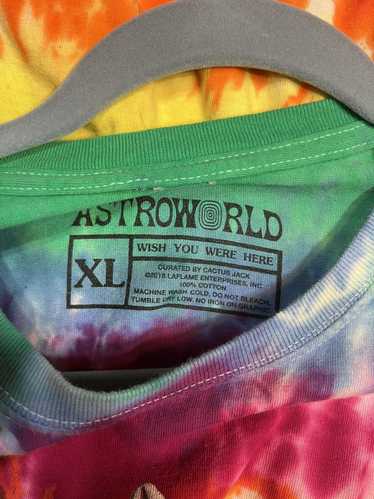 ASTROWORLD
XL
WISH YOU WERE HERE
CURATED BY CACTUS JACK
©2018 LAFLAME ENTERPRISES, INC.
100% COTTON
MACHINE WASH COLD, DO NOT BLEACH,
TUMBLE DRY LOW. NO IRON ON GRAPHIC